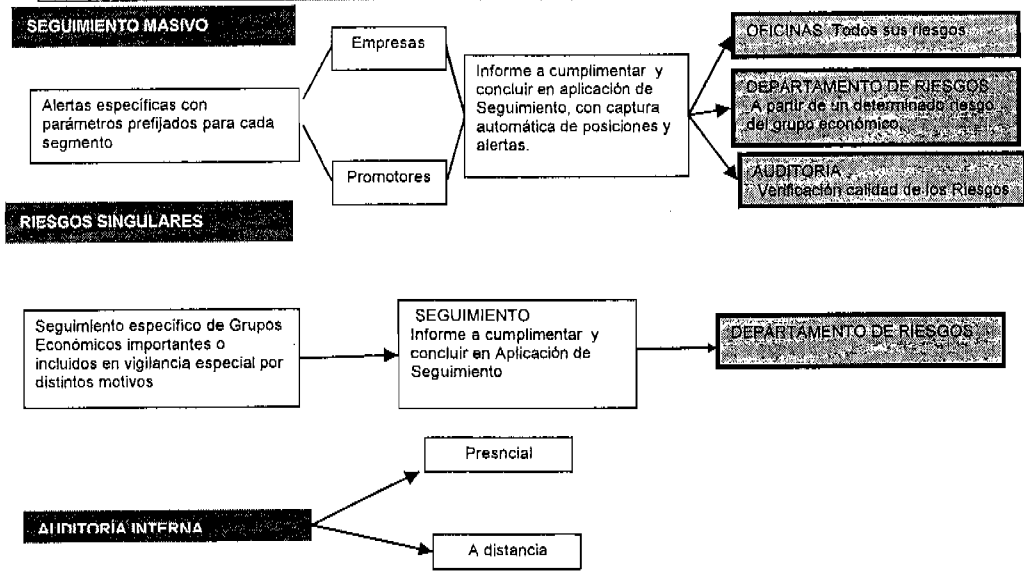 SEGUIMIENTO MASIVO
Alertas específicas con
parámetros prefijados para cada
segmento
Empresas
Promotores
Informe a cumplimentar y
concluir en aplicación de
Seguimiento, con captura
automática de posiciones y
alertas.
OFICINAS Todos sus riesgos
DEPARTAMENTO DE RIESGOS
A partir de un determinado riesgo
del grupo económico.
AUDITORÍA
Verificación calidad de los Riesgos
RIESGOS SINGULARES
Seguimiento específico de Grupos
Económicos importantes o
incluidos en vigilancia especial por
distintos motivos
SEGUIMIENTO
Informe a cumplimentar y
concluir en Aplicación de
Seguimiento
DEPARTAMENTO DE RIESGOS
AUDITORÍA INTERNA
Presncial
A distancia